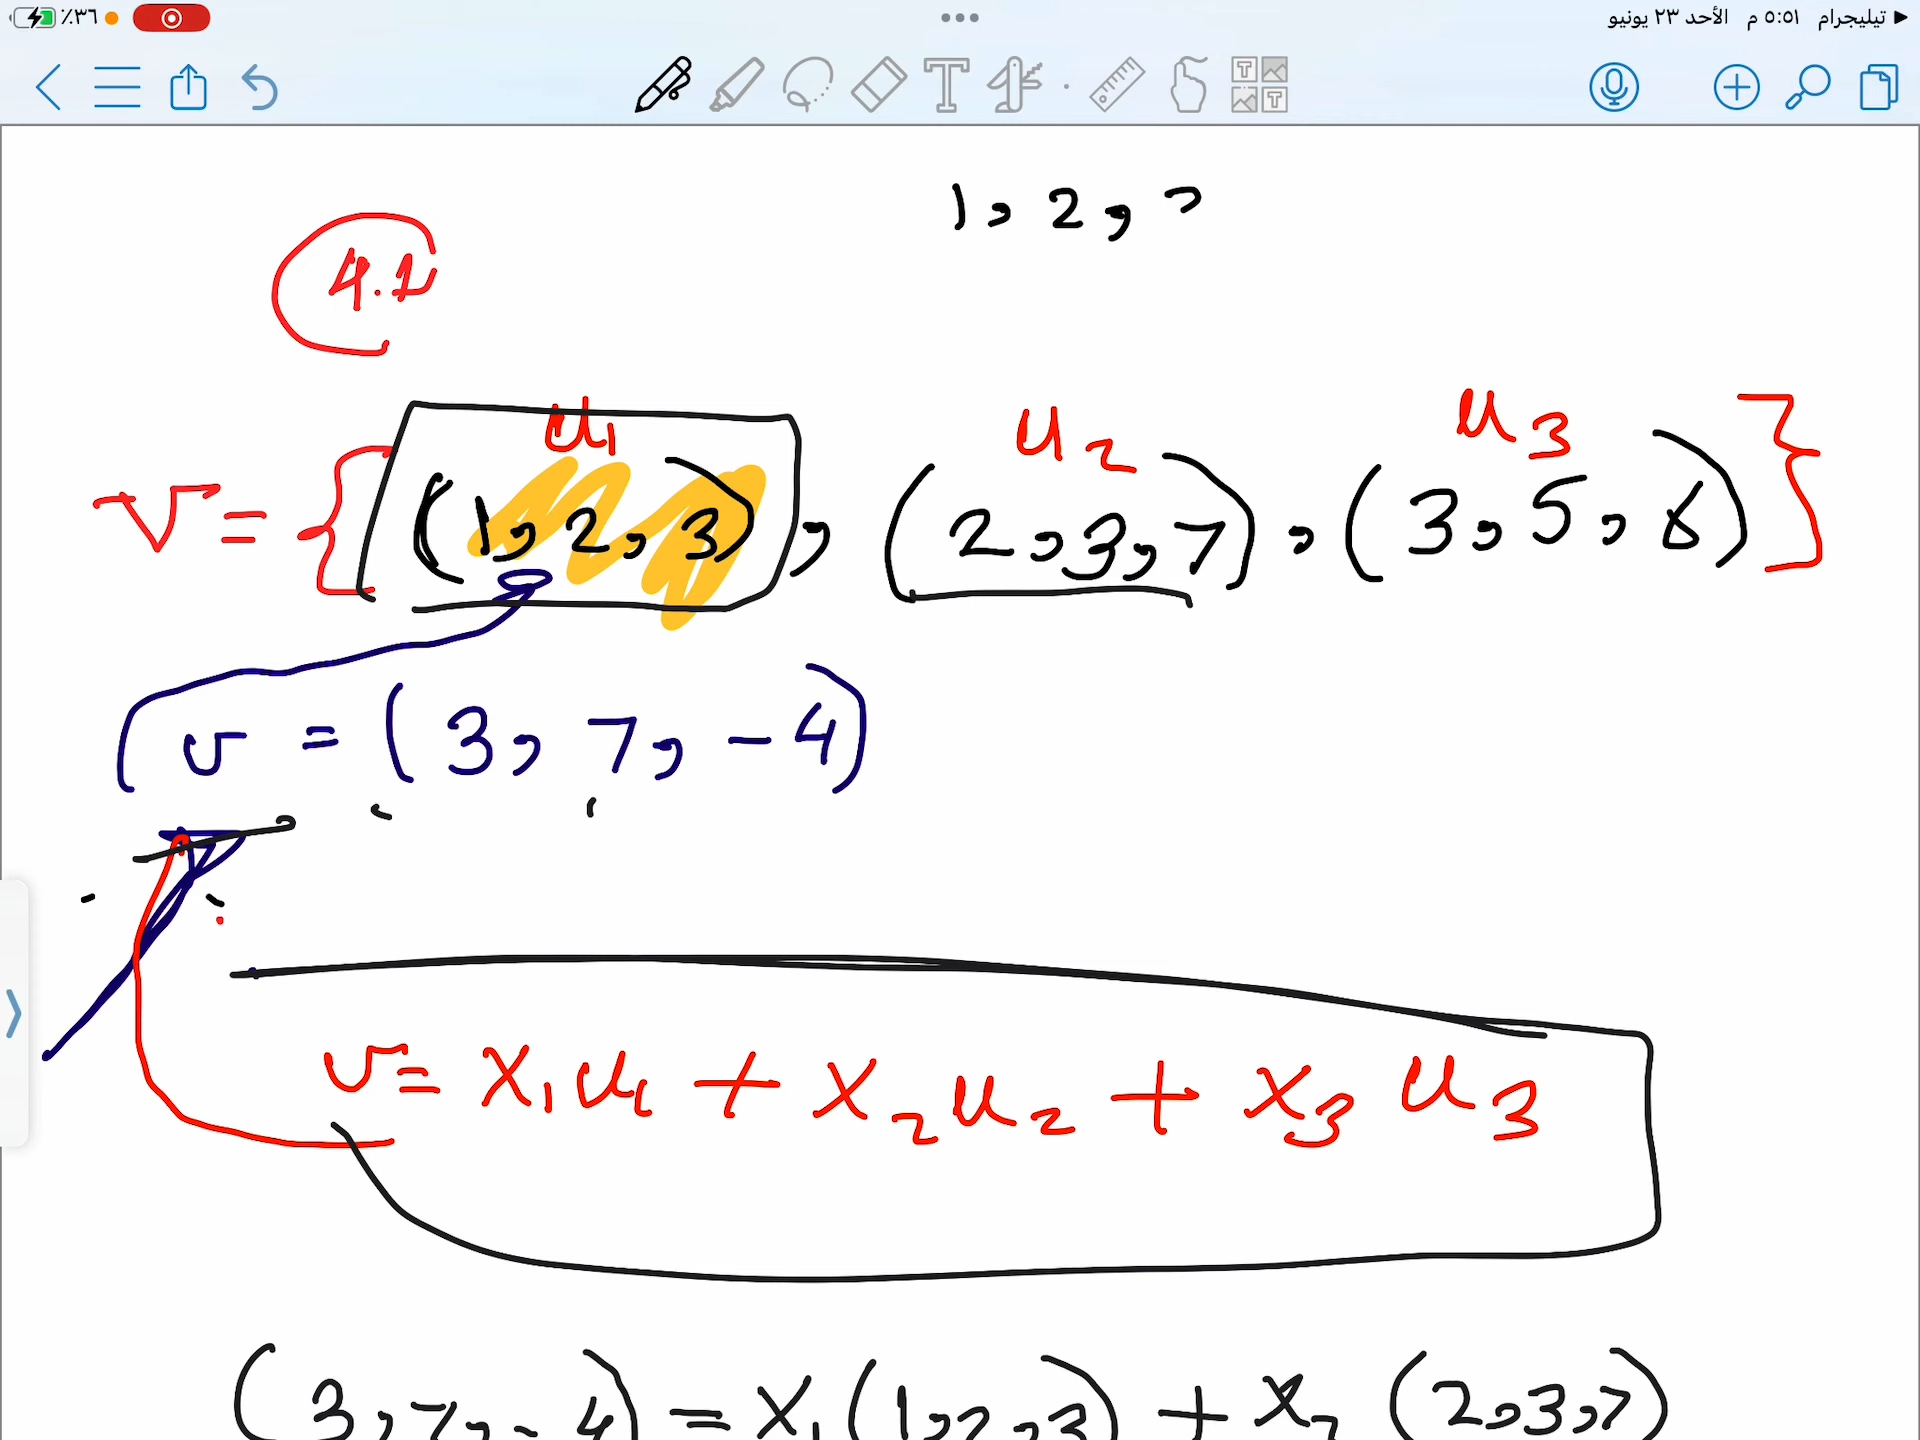 ٪٣٦
◀ تيليجرام ٥:٥١ م الأحد ٢٣ يونيو
1, 2,
4.1
u1 u2 u3
V = { (1, 2, 3), (2, 3, 7), (3, 5, 6) }
v = (3, 7, -4)
v = x1u1 + x2u2 + x3u3
(3, 7, -4) = x1(1, 2, 3) + x2(2, 3, 7)